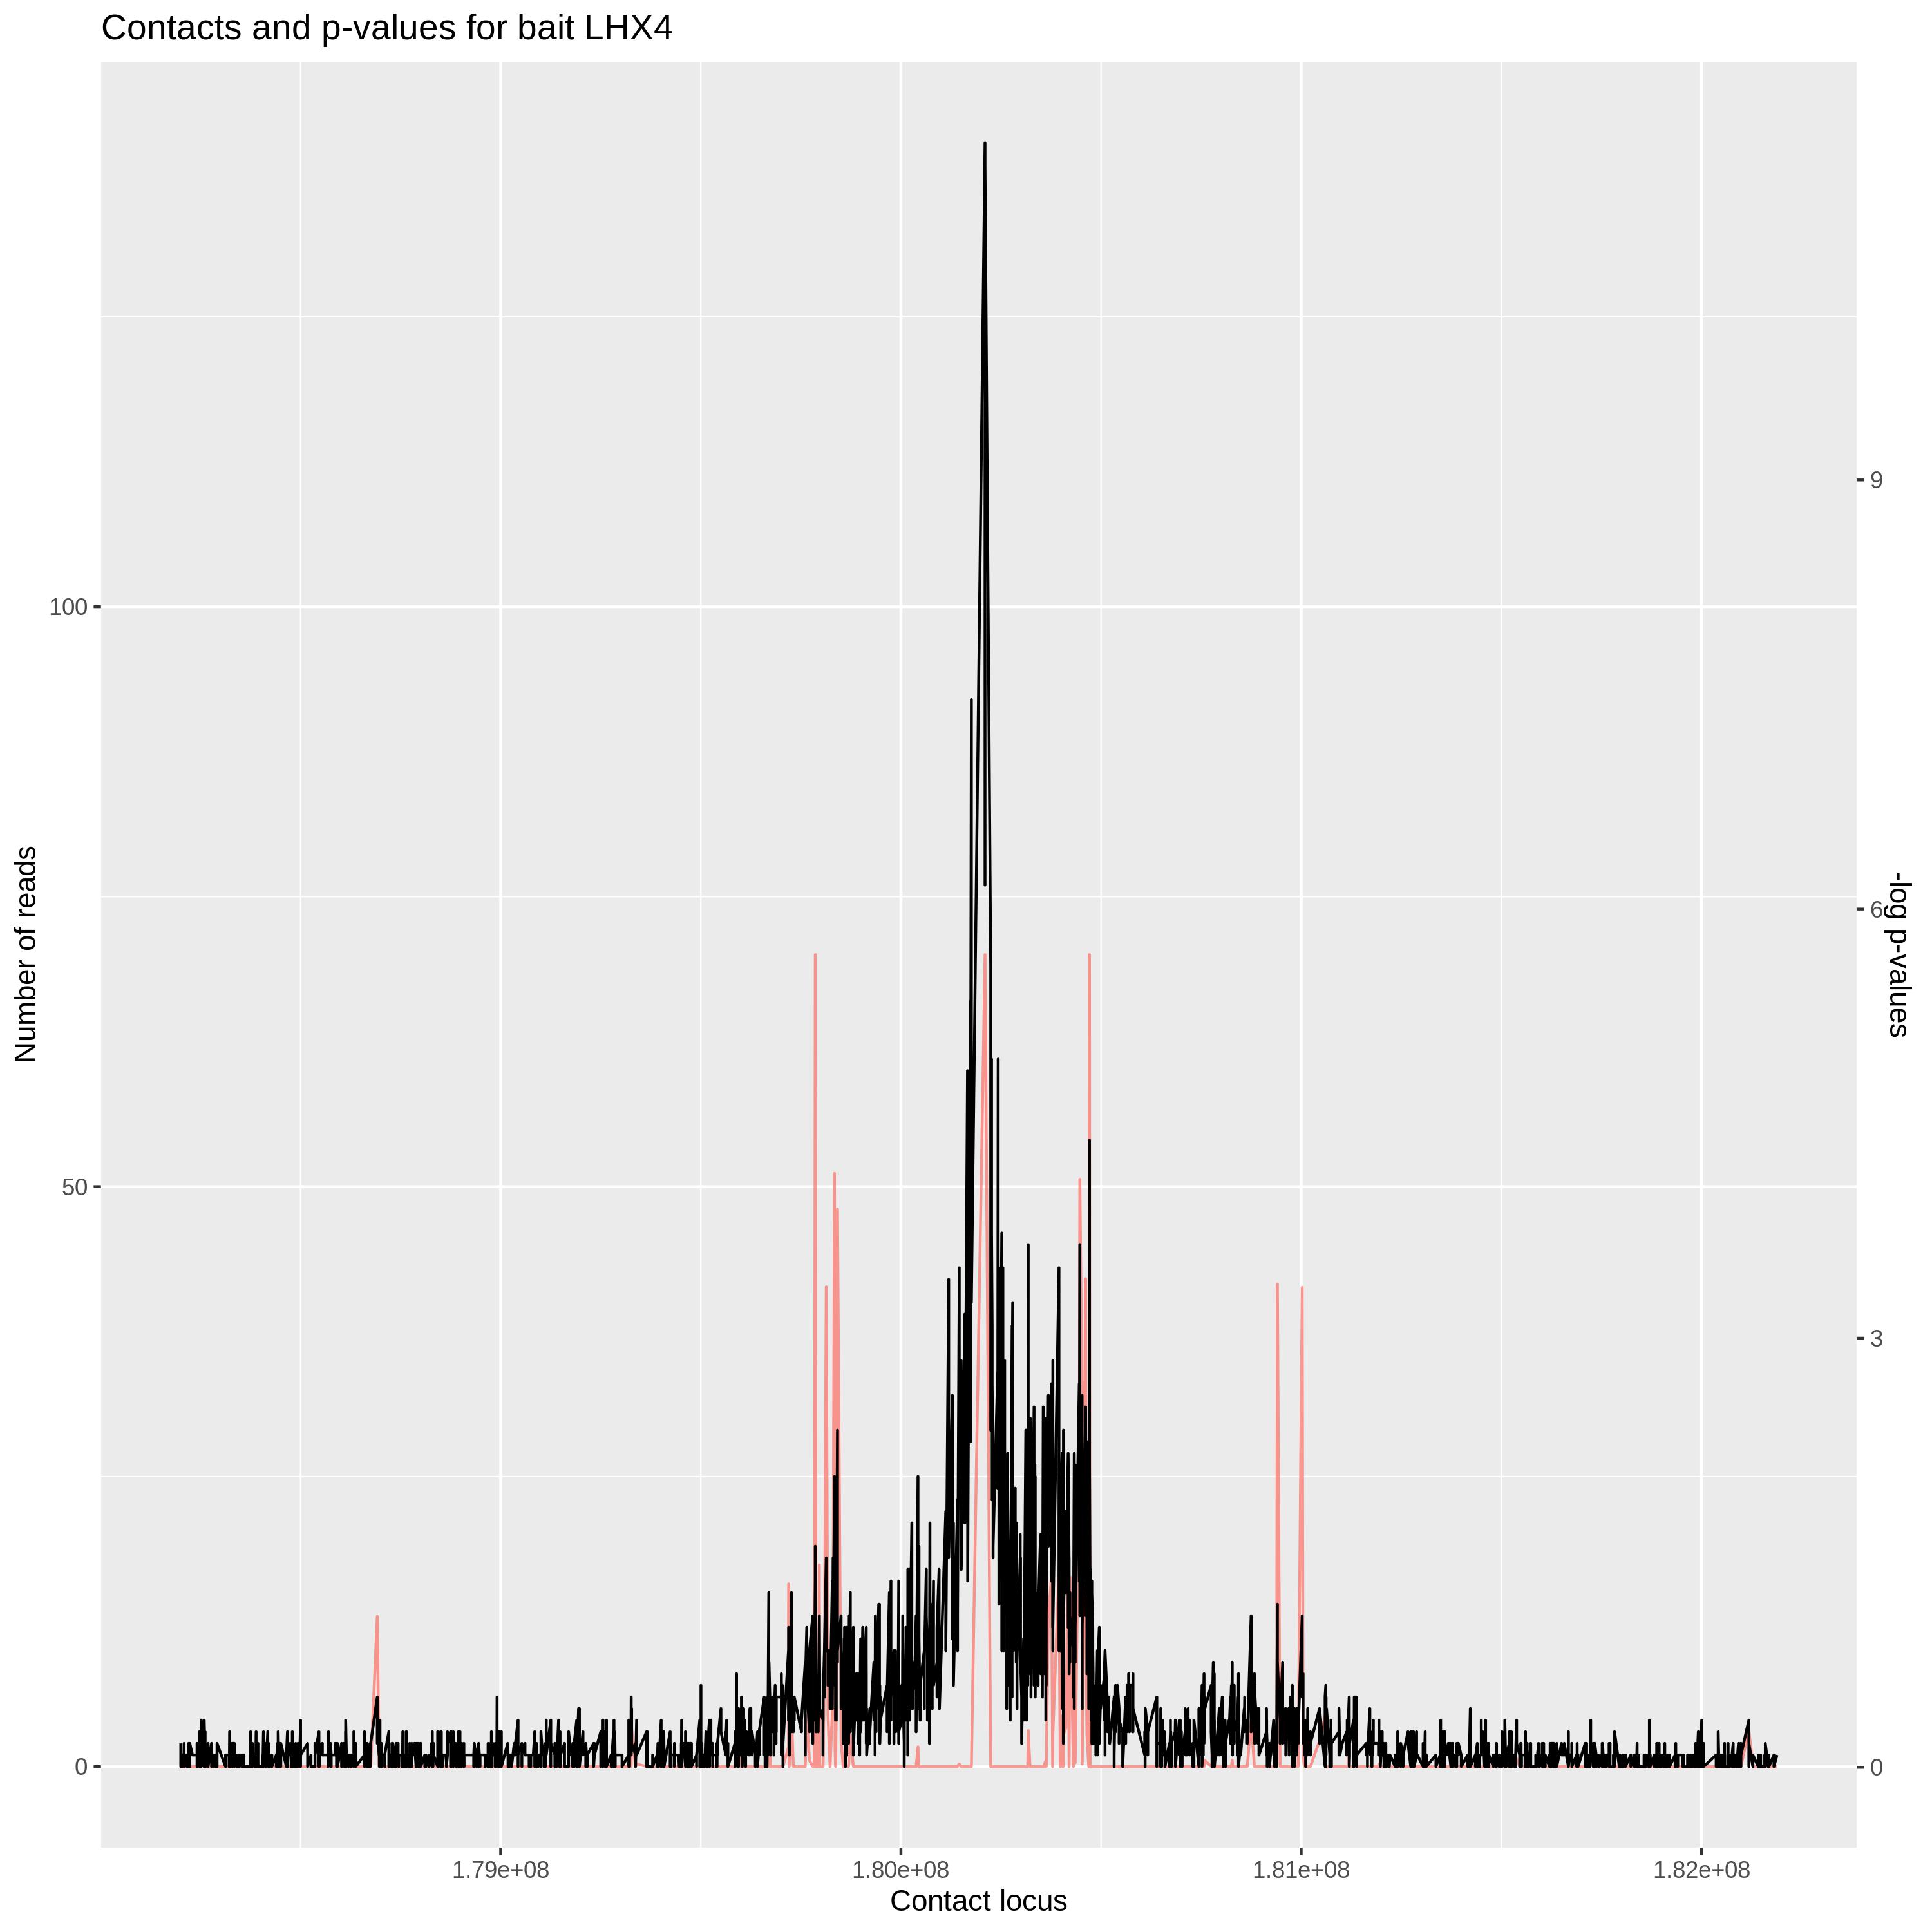 Contacts and p-values for bait LHX4
Number of reads
100
50
0
9
6
3
0
-log p-values
1.79e+08
1.80e+08
1.81e+08
1.82e+08
Contact locus